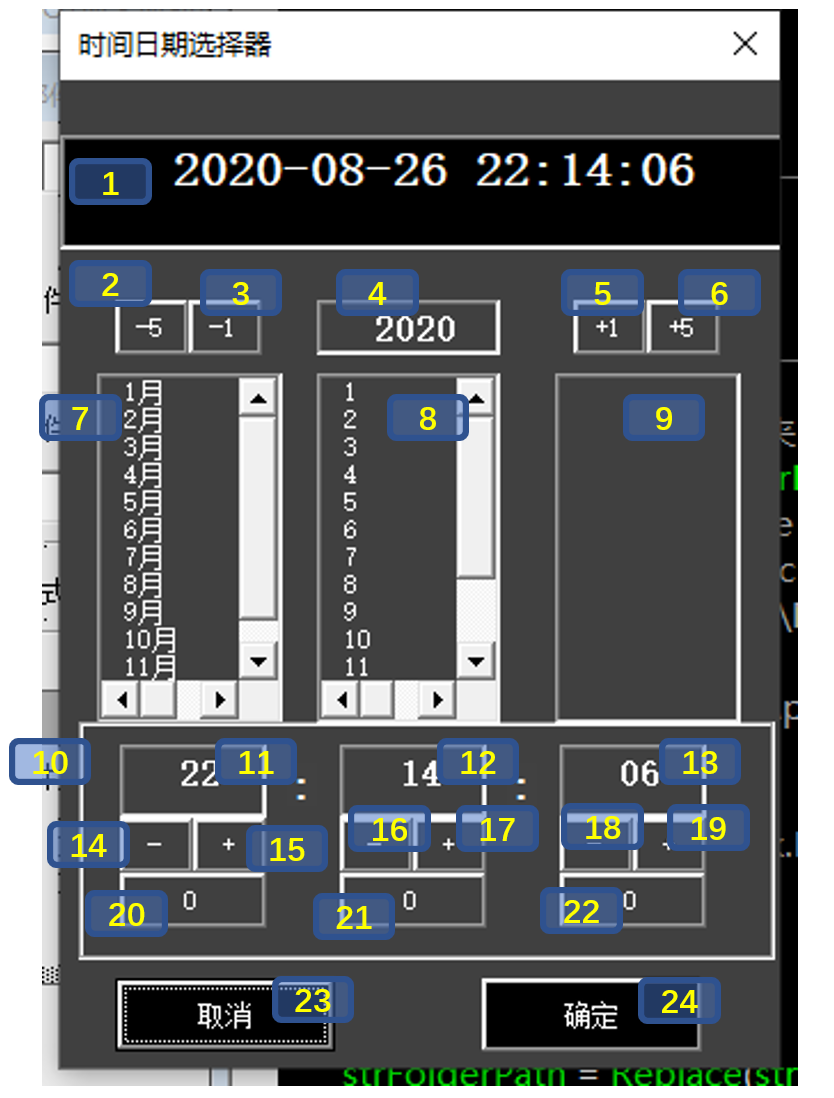 时间日期选择器
1
2020-08-26 22:14:06
2 3 4 5 6
-5 -1 2020 +1 +5
7 8 9
1月 1
2月 2
3月 3
4月 4
5月 5
6月 6
7月 7
8月 8
9月 9
10月 10
11月 11
10 11 12 13
22 : 14 : 06
14 15 16 17 18 19
- + - + - +
20 21 22
0 0 0
23 24
取消 确定
strFolderPath = Replace(str